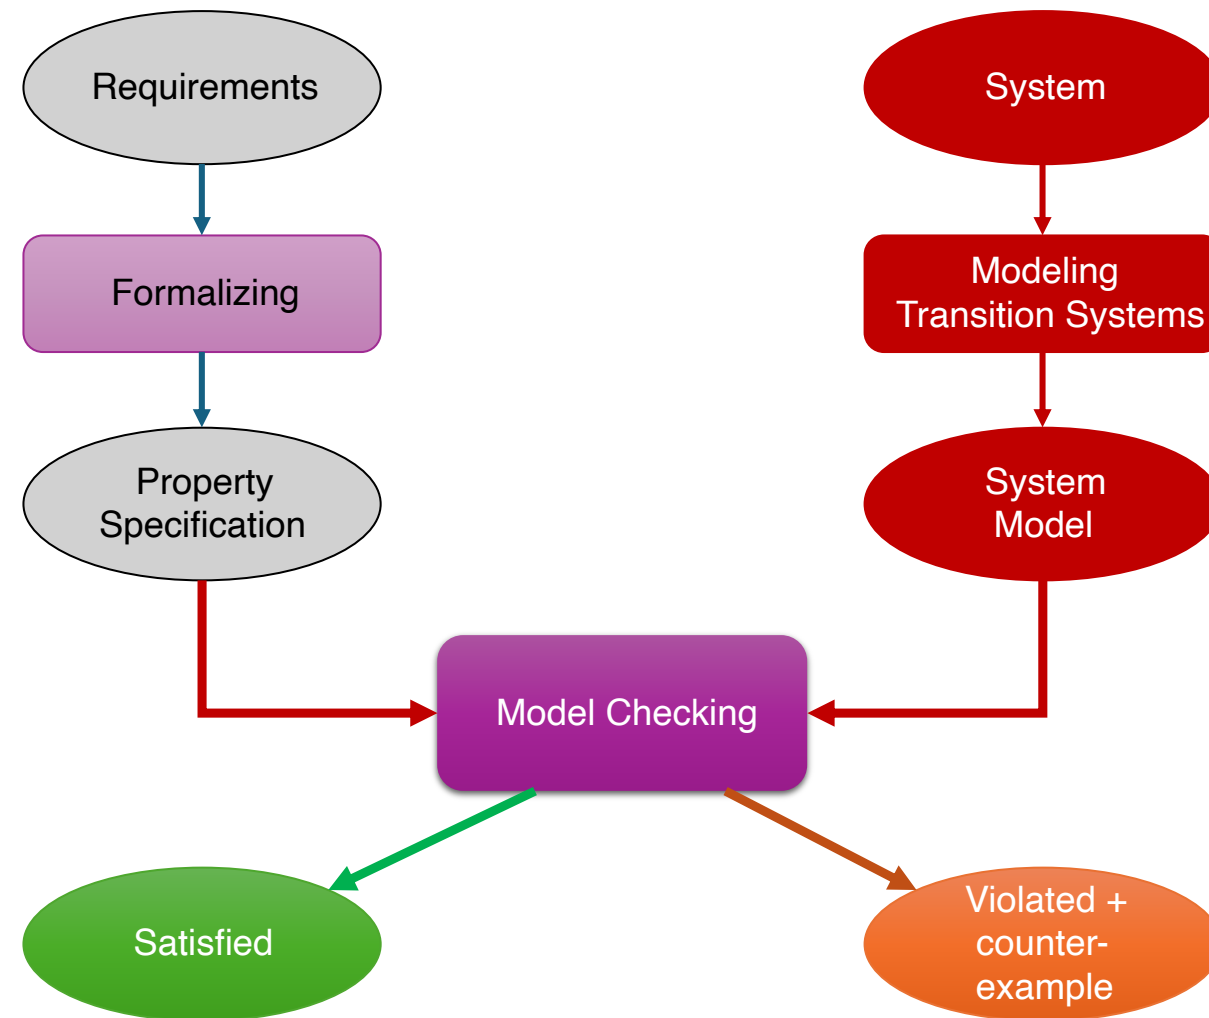 Requirements
System
Formalizing
Modeling
Transition Systems
Property
Specification
System
Model
Model Checking
Satisfied
Violated +
counter-
example